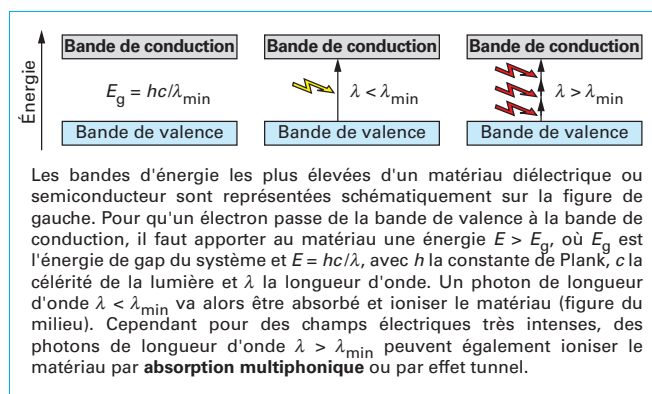 Énergie
Bande de conduction
E_g = hc/λ_min
Bande de valence
Bande de conduction
λ < λ_min
Bande de valence
Bande de conduction
λ > λ_min
Bande de valence
Les bandes d'énergie les plus élevées d'un matériau diélectrique ou
semiconducteur sont représentées schématiquement sur la figure de
gauche. Pour qu'un électron passe de la bande de valence à la bande de
conduction, il faut apporter au matériau une énergie E > E_g, où E_g est
l'énergie de gap du système et E = hc/λ, avec h la constante de Plank, c la
célérité de la lumière et λ la longueur d'onde. Un photon de longueur
d'onde λ < λ_min va alors être absorbé et ioniser le matériau (figure du
milieu). Cependant pour des champs électriques très intenses, des
photons de longueur d'onde λ > λ_min peuvent également ioniser le
matériau par absorption multiphonique ou par effet tunnel.